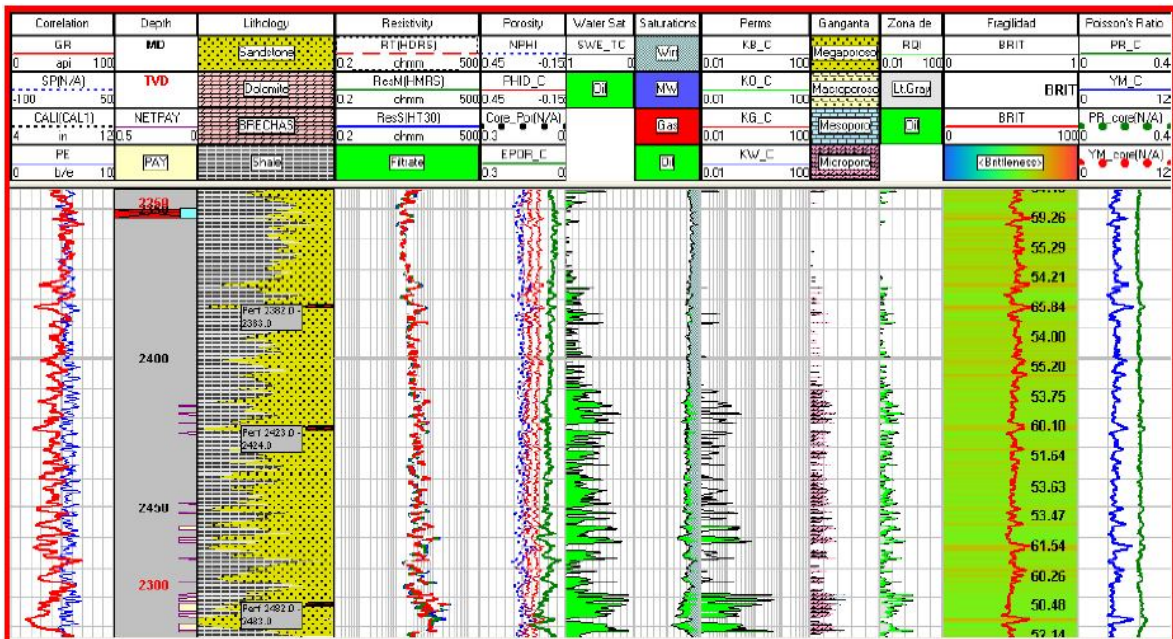 Correlation Depth Lithology Resistivity Porosity Water Sat Saturations Perms Ganganta Zona de Fragilidad Poisson's Ratio
GR MD Sandstone RT(HDRS) NPHI SWE_TC Wirr KB_C Megaporoso RQI BRIT PR_C
0 api 100 0.2 ohmm 500 0.45 -0.15 1 0 0.01 100 0.01 100 0 1 0 0.4
SP(N/A) TVD Dolomite ResM(HMRS) PHID_C Oil MW KO_C Macroporoso Lt.Gray BRIT YM_C
-100 50 0.2 ohmm 500 0.45 -0.15 0.01 100 0 12
CALI(CAL1) NETPAY BRECHAS ResS(HT30) Core_Por(N/A) Gas KG_C Mesoporo Oil BRIT PR_core(N/A)
4 in 12 0.5 0 0.2 ohmm 500 0.3 0 0.01 100 0 100 0 0.4
PE PAY Shale Filtrate EPOR_C Oil KW_C Microporo <Brittleness> YM_core(N/A)
0 b/e 10 0.3 0 0.01 100 0 12
2250
59.26
55.29
54.21
Perf 2382.0 -
2383.0
65.84
54.00
2400
55.20
53.75
Perf 2423.0 -
2424.0
60.10
51.64
53.63
2450
53.47
61.54
60.26
2300
50.48
Perf 2482.0 -
2483.0
52.14